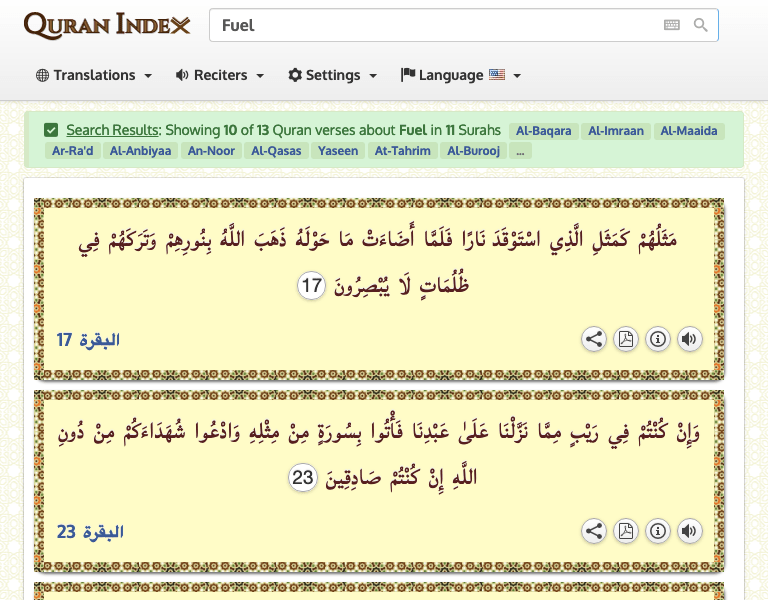 QURAN INDEX
Fuel
Translations Reciters Settings Language
Search Results: Showing 10 of 13 Quran verses about Fuel in 11 Surahs Al-Baqara Al-Imraan Al-Maaida
Ar-Ra'd Al-Anbiyaa An-Noor Al-Qasas Yaseen At-Tahrim Al-Burooj ...
مَثَلُهُمْ كَمَثَلِ الَّذِي اسْتَوْقَدَ نَارًا فَلَمَّا أَضَاءَتْ مَا حَوْلَهُ ذَهَبَ اللَّهُ بِنُورِهِمْ وَتَرَكَهُمْ فِي
ظُلُمَاتٍ لَا يُبْصِرُونَ 17
البقرة 17
وَإِنْ كُنْتُمْ فِي رَيْبٍ مِمَّا نَزَّلْنَا عَلَىٰ عَبْدِنَا فَأْتُوا بِسُورَةٍ مِنْ مِثْلِهِ وَادْعُوا شُهَدَاءَكُمْ مِنْ دُونِ
اللَّهِ إِنْ كُنْتُمْ صَادِقِينَ 23
البقرة 23